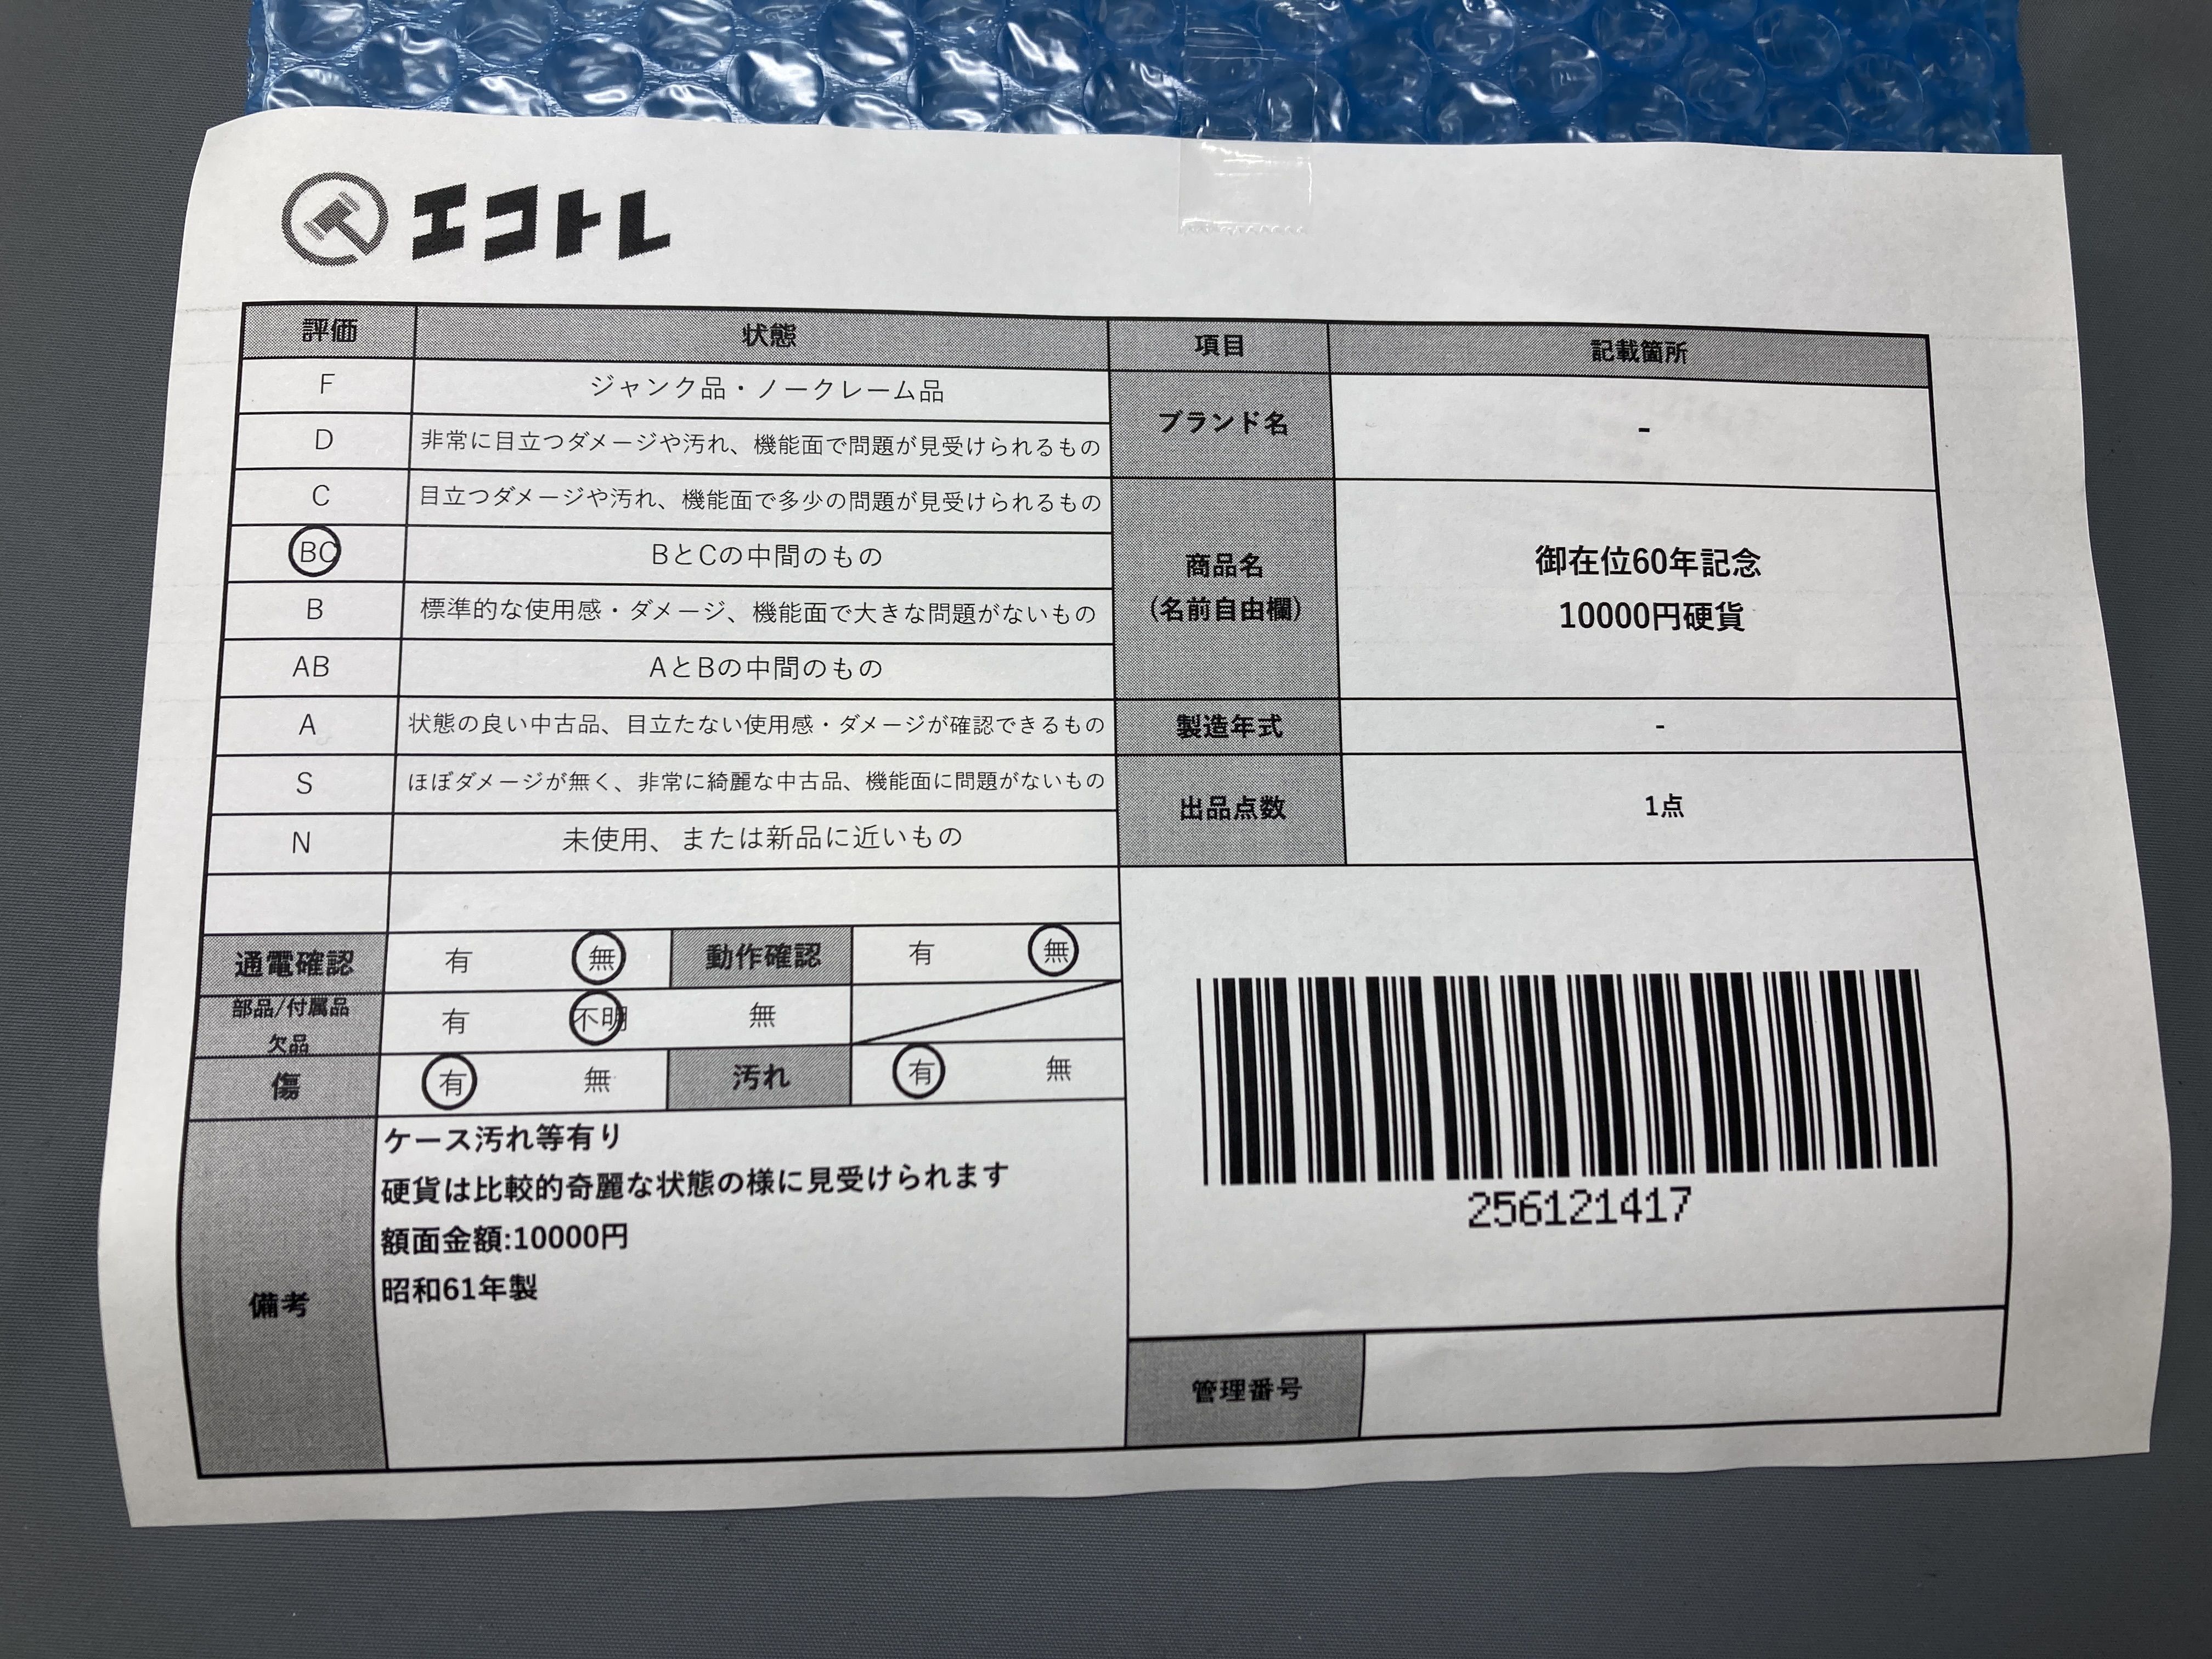 エコトレ
評価 状態 項目 記載箇所
F ジャンク品・ノークレーム品
D 非常に目立つダメージや汚れ、機能面で問題が見受けられるもの
ブランド名 -
C 目立つダメージや汚れ、機能面で多少の問題が見受けられるもの
BC BとCの中間のもの
B 標準的な使用感・ダメージ、機能面で大きな問題がないもの
AB AとBの中間のもの
商品名
(名前自由欄)
御在位60年記念
10000円硬貨
A 状態の良い中古品、目立たない使用感・ダメージが確認できるもの
製造年式 -
S ほぼダメージが無く、非常に綺麗な中古品、機能面に問題がないもの
N 未使用、または新品に近いもの
出品点数 1点
通電確認 有 無 動作確認 有 無
部品/付属品
欠品
有 不明 無
傷 有 無 汚れ 有 無
備考
ケース汚れ等有り
硬貨は比較的奇麗な状態の様に見受けられます
額面金額:10000円
昭和61年製
256121417
管理番号